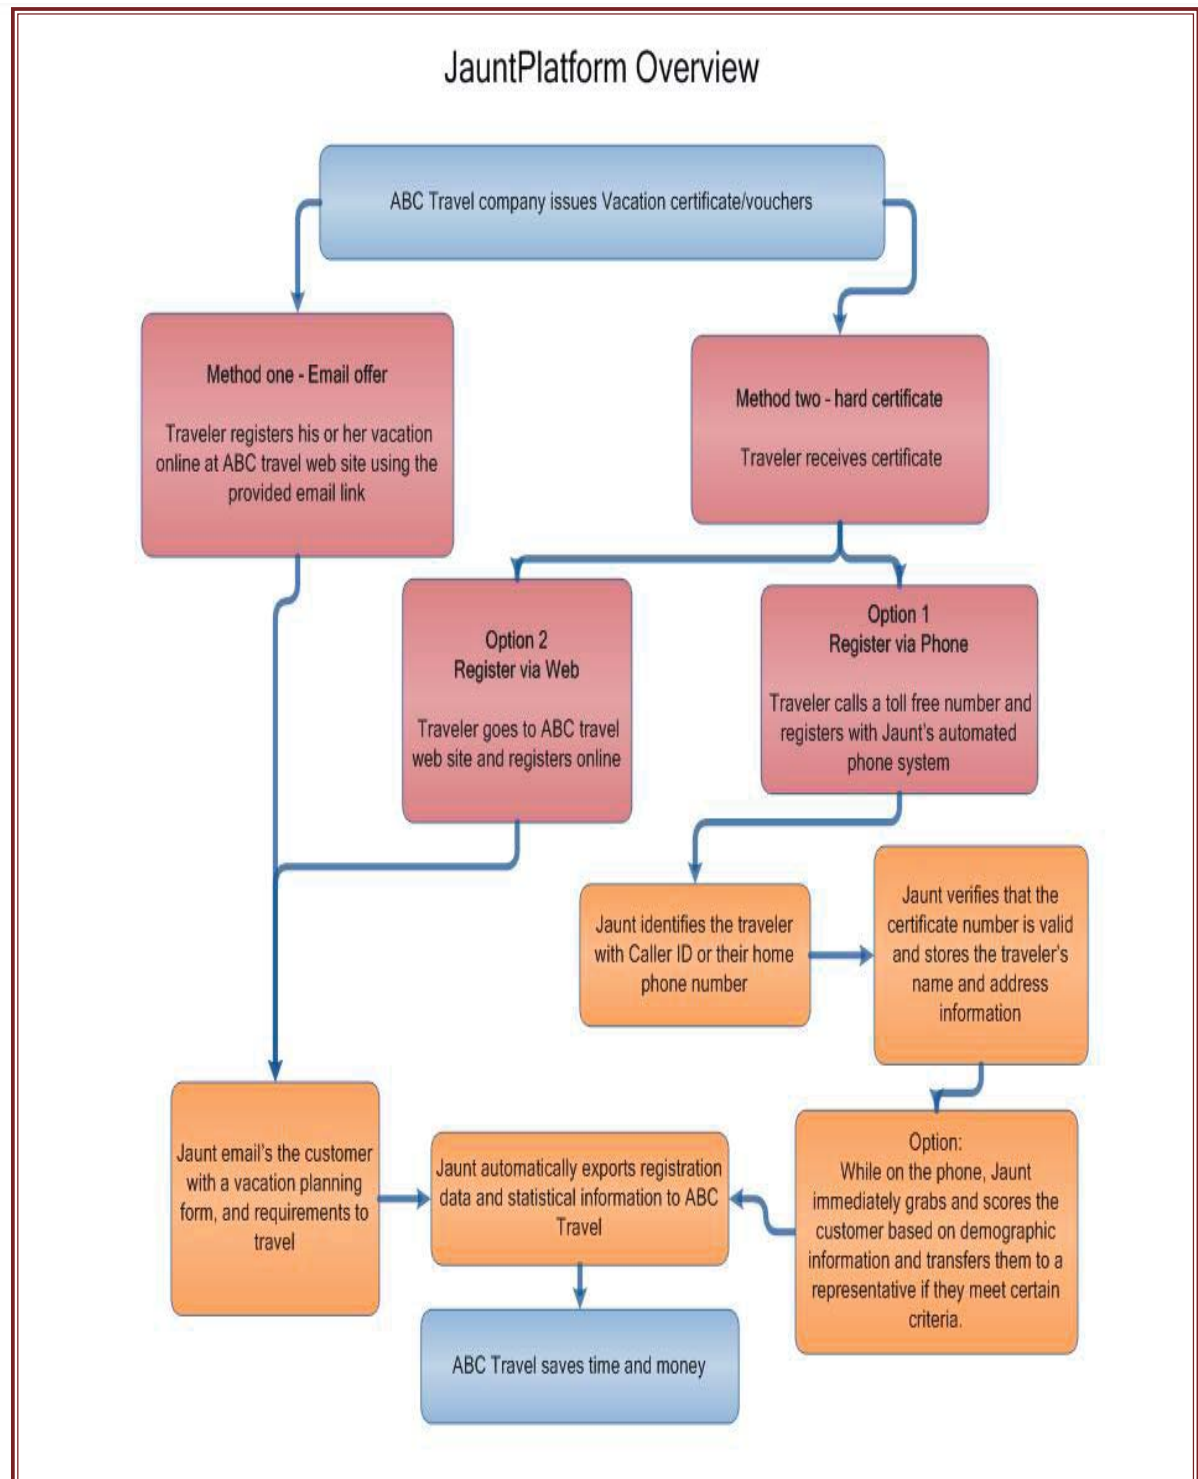 JauntPlatform Overview
ABC Travel company issues Vacation certificate/vouchers
Method one - Email offer
Traveler registers his or her vacation
online at ABC travel web site using the
provided email link
Method two - hard certificate
Traveler receives certificate
Option 2
Register via Web
Traveler goes to ABC travel
web site and registers online
Option 1
Register via Phone
Traveler calls a toll free number and
registers with Jaunt's automated
phone system
Jaunt identifies the traveler
with Caller ID or their home
phone number
Jaunt verifies that the
certificate number is valid
and stores the traveler's
name and address
information
Jaunt email's the customer
with a vacation planning
form, and requirements to
travel
Jaunt automatically exports registration
data and statistical information to ABC
Travel
Option:
While on the phone, Jaunt
immediately grabs and scores the
customer based on demographic
information and transfers them to a
representative if they meet certain
criteria.
ABC Travel saves time and money